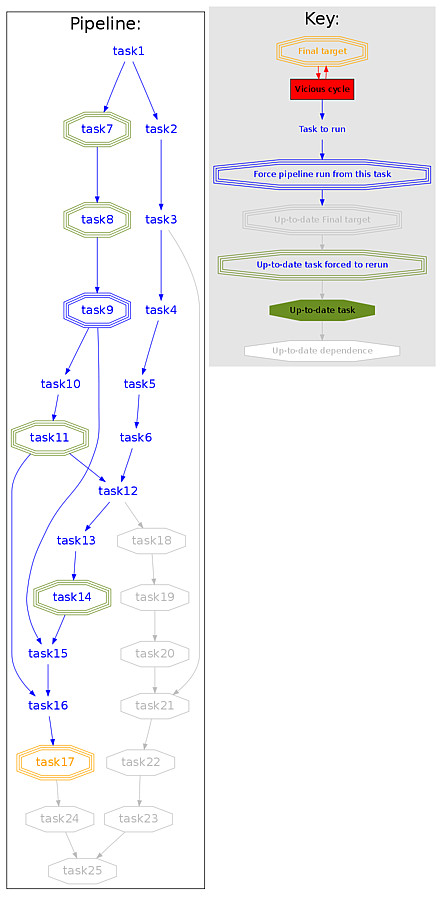 Pipeline:
task1
task7
task2
task8
task3
task9
task4
task10
task5
task11
task6
task12
task13
task18
task14
task19
task15
task20
task16
task21
task17
task22
task24
task23
task25
Key:
Final target
Vicious cycle
Task to run
Force pipeline run from this task
Up-to-date Final target
Up-to-date task forced to rerun
Up-to-date task
Up-to-date dependence